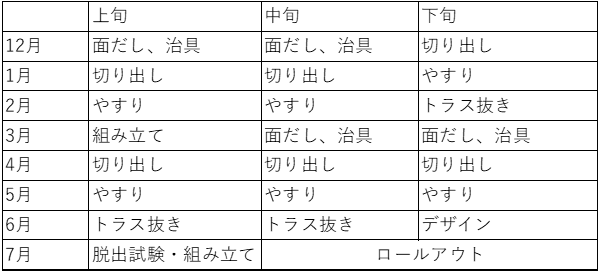 上旬 中旬 下旬
12月 面だし、治具 面だし、治具 切り出し
1月 切り出し 切り出し やすり
2月 やすり やすり トラス抜き
3月 組み立て 面だし、治具 面だし、治具
4月 切り出し 切り出し 切り出し
5月 やすり やすり やすり
6月 トラス抜き トラス抜き デザイン
7月 脱出試験・組み立て ロールアウト